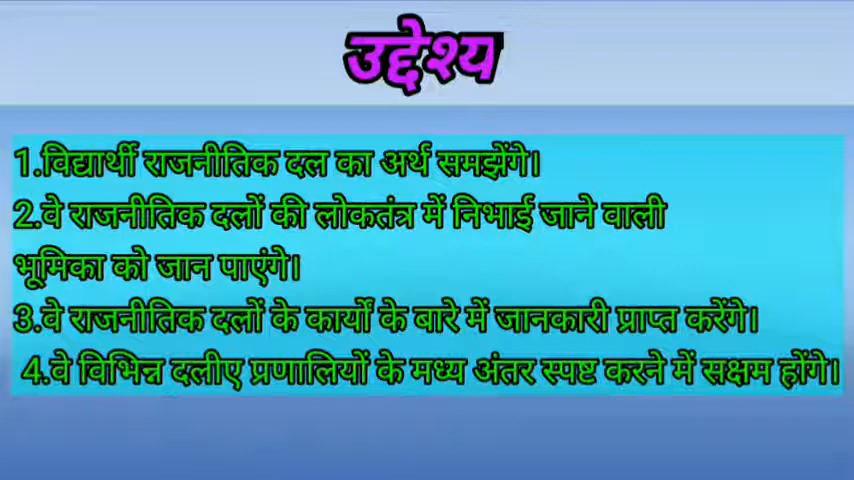 उद्देश्य
1.विद्यार्थी राजनीतिक दल का अर्थ समझेंगे।
2.वे राजनीतिक दलों की लोकतंत्र में निभाई जाने वाली
भूमिका को जान पाएंगे।
3.वे राजनीतिक दलों के कार्यों के बारे में जानकारी प्राप्त करेंगे।
4.वे विभिन्न दलीए प्रणालियों के मध्य अंतर स्पष्ट करने में सक्षम होंगे।